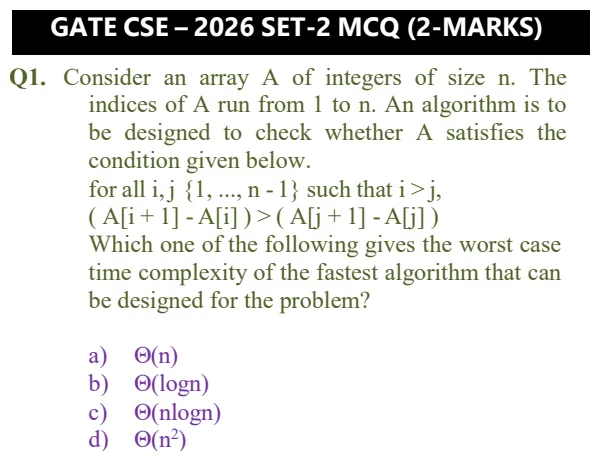 GATE CSE – 2026 SET-2 MCQ (2-MARKS)
Q1. Consider an array A of integers of size n. The
indices of A run from 1 to n. An algorithm is to
be designed to check whether A satisfies the
condition given below.
for all i, j {1, ..., n - 1} such that i > j,
( A[i + 1] - A[i] ) > ( A[j + 1] - A[j] )
Which one of the following gives the worst case
time complexity of the fastest algorithm that can
be designed for the problem?
a) Θ(n)
b) Θ(logn)
c) Θ(nlogn)
d) Θ(n²)